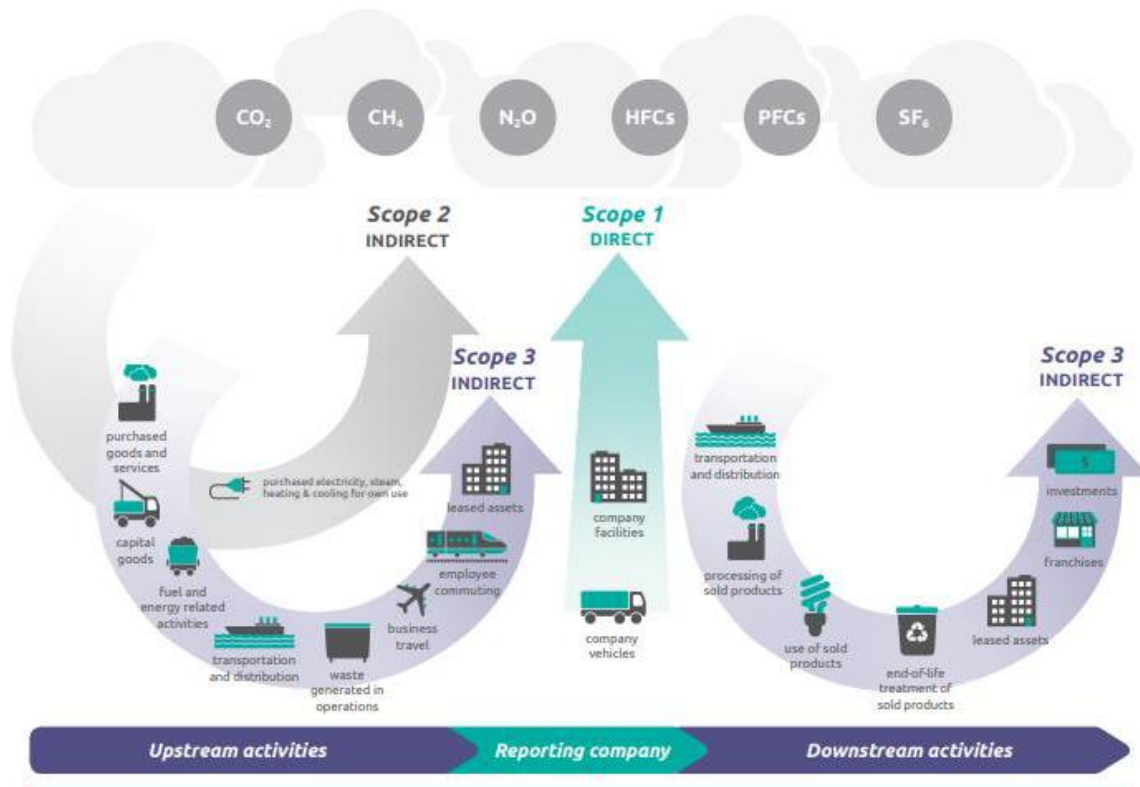 CO₂
CH₄
N₂O
HFCs
PFCs
SF₆
Scope 2
INDIRECT
Scope 1
DIRECT
Scope 3
INDIRECT
Scope 3
INDIRECT
purchased
goods and
services
capital
goods
fuel and
energy related
activities
transportation
and distribution
waste
generated in
operations
business
travel
employee
commuting
leased assets
purchased electricity, steam,
heating & cooling for own use
company
facilities
company
vehicles
transportation
and distribution
processing of
sold products
use of sold
products
end-of-life
treatment of
sold products
leased assets
franchises
$
investments
Upstream activities
Reporting company
Downstream activities